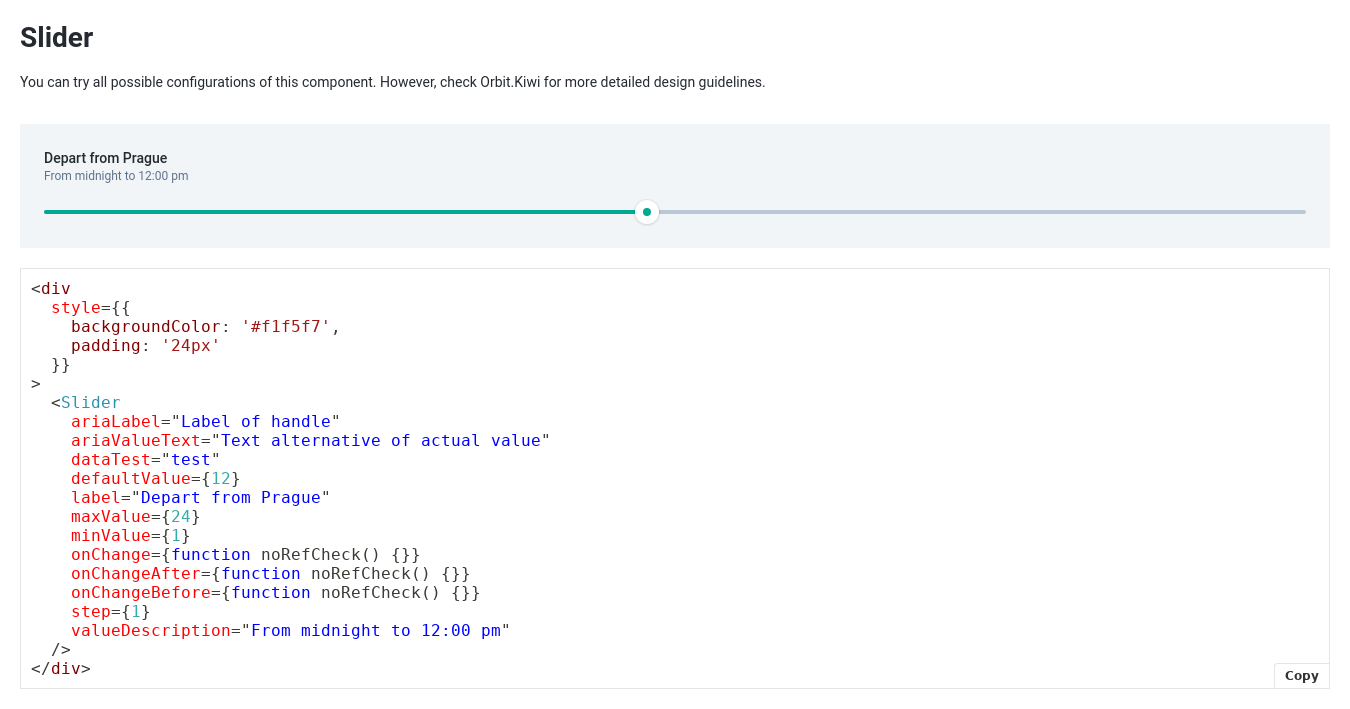 Slider
You can try all possible configurations of this component. However, check Orbit.Kiwi for more detailed design guidelines.
Depart from Prague
From midnight to 12:00 pm
<div
  style={{
    backgroundColor: '#f1f5f7',
    padding: '24px'
  }}
>
  <Slider
    ariaLabel="Label of handle"
    ariaValueText="Text alternative of actual value"
    dataTest="test"
    defaultValue={12}
    label="Depart from Prague"
    maxValue={24}
    minValue={1}
    onChange={function noRefCheck() {}}
    onChangeAfter={function noRefCheck() {}}
    onChangeBefore={function noRefCheck() {}}
    step={1}
    valueDescription="From midnight to 12:00 pm"
  />
</div>
Copy